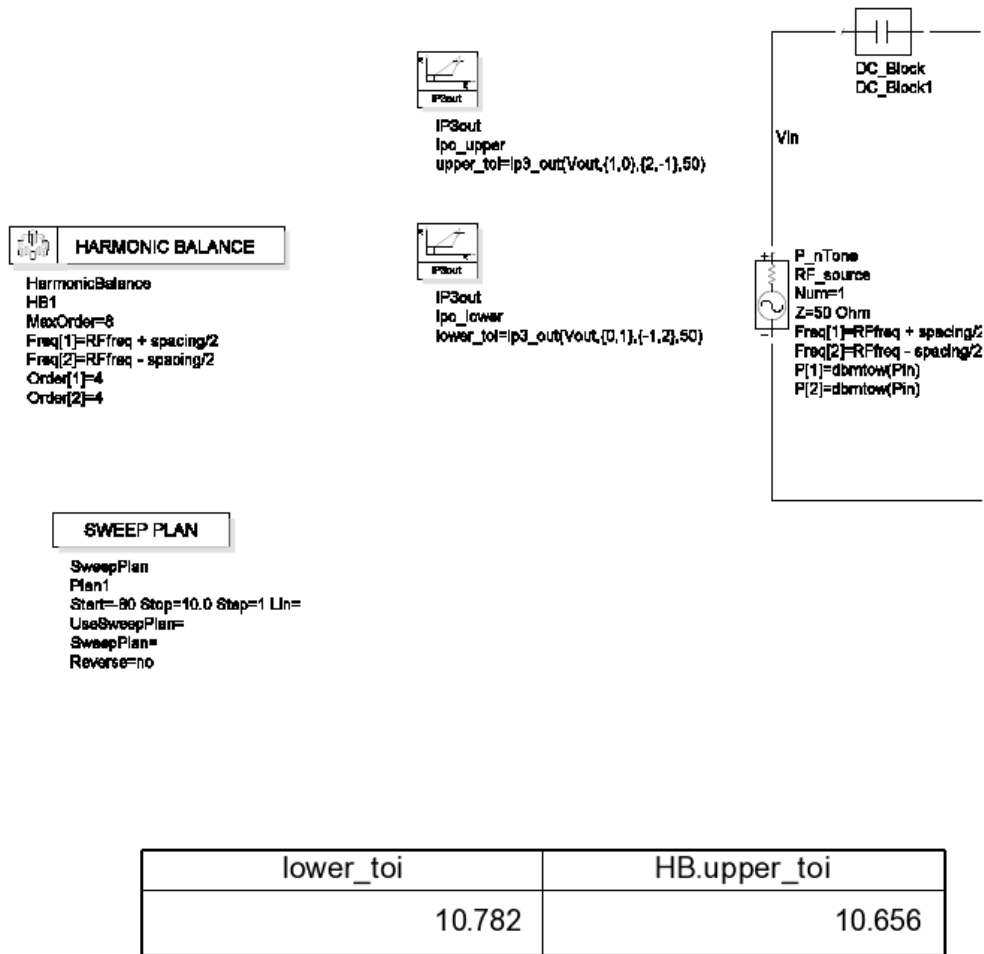 DC_Block
DC_Block1
IP3out
IP3out
ipo_upper
upper_toi=ip3_out(Vout,{1,0},{2,-1},50)
Vin
HARMONIC BALANCE
HarmonicBalance
HB1
MaxOrder=8
Freq[1]=RFfreq + spacing/2
Freq[2]=RFfreq - spacing/2
Order[1]=4
Order[2]=4
IP3out
IP3out
ipo_lower
lower_toi=ip3_out(Vout,{0,1},{-1,2},50)
P_nTone
RF_source
Num=1
Z=50 Ohm
Freq[1]=RFfreq + spacing/2
Freq[2]=RFfreq - spacing/2
P[1]=dbmtow(Pin)
P[2]=dbmtow(Pin)
SWEEP PLAN
SweepPlan
Plan1
Stop=10.0 Step=1 Lin=
UseSweepPlan=
SweepPlan=
Reverse=no
lower_toi HB.upper_toi
10.782 10.656